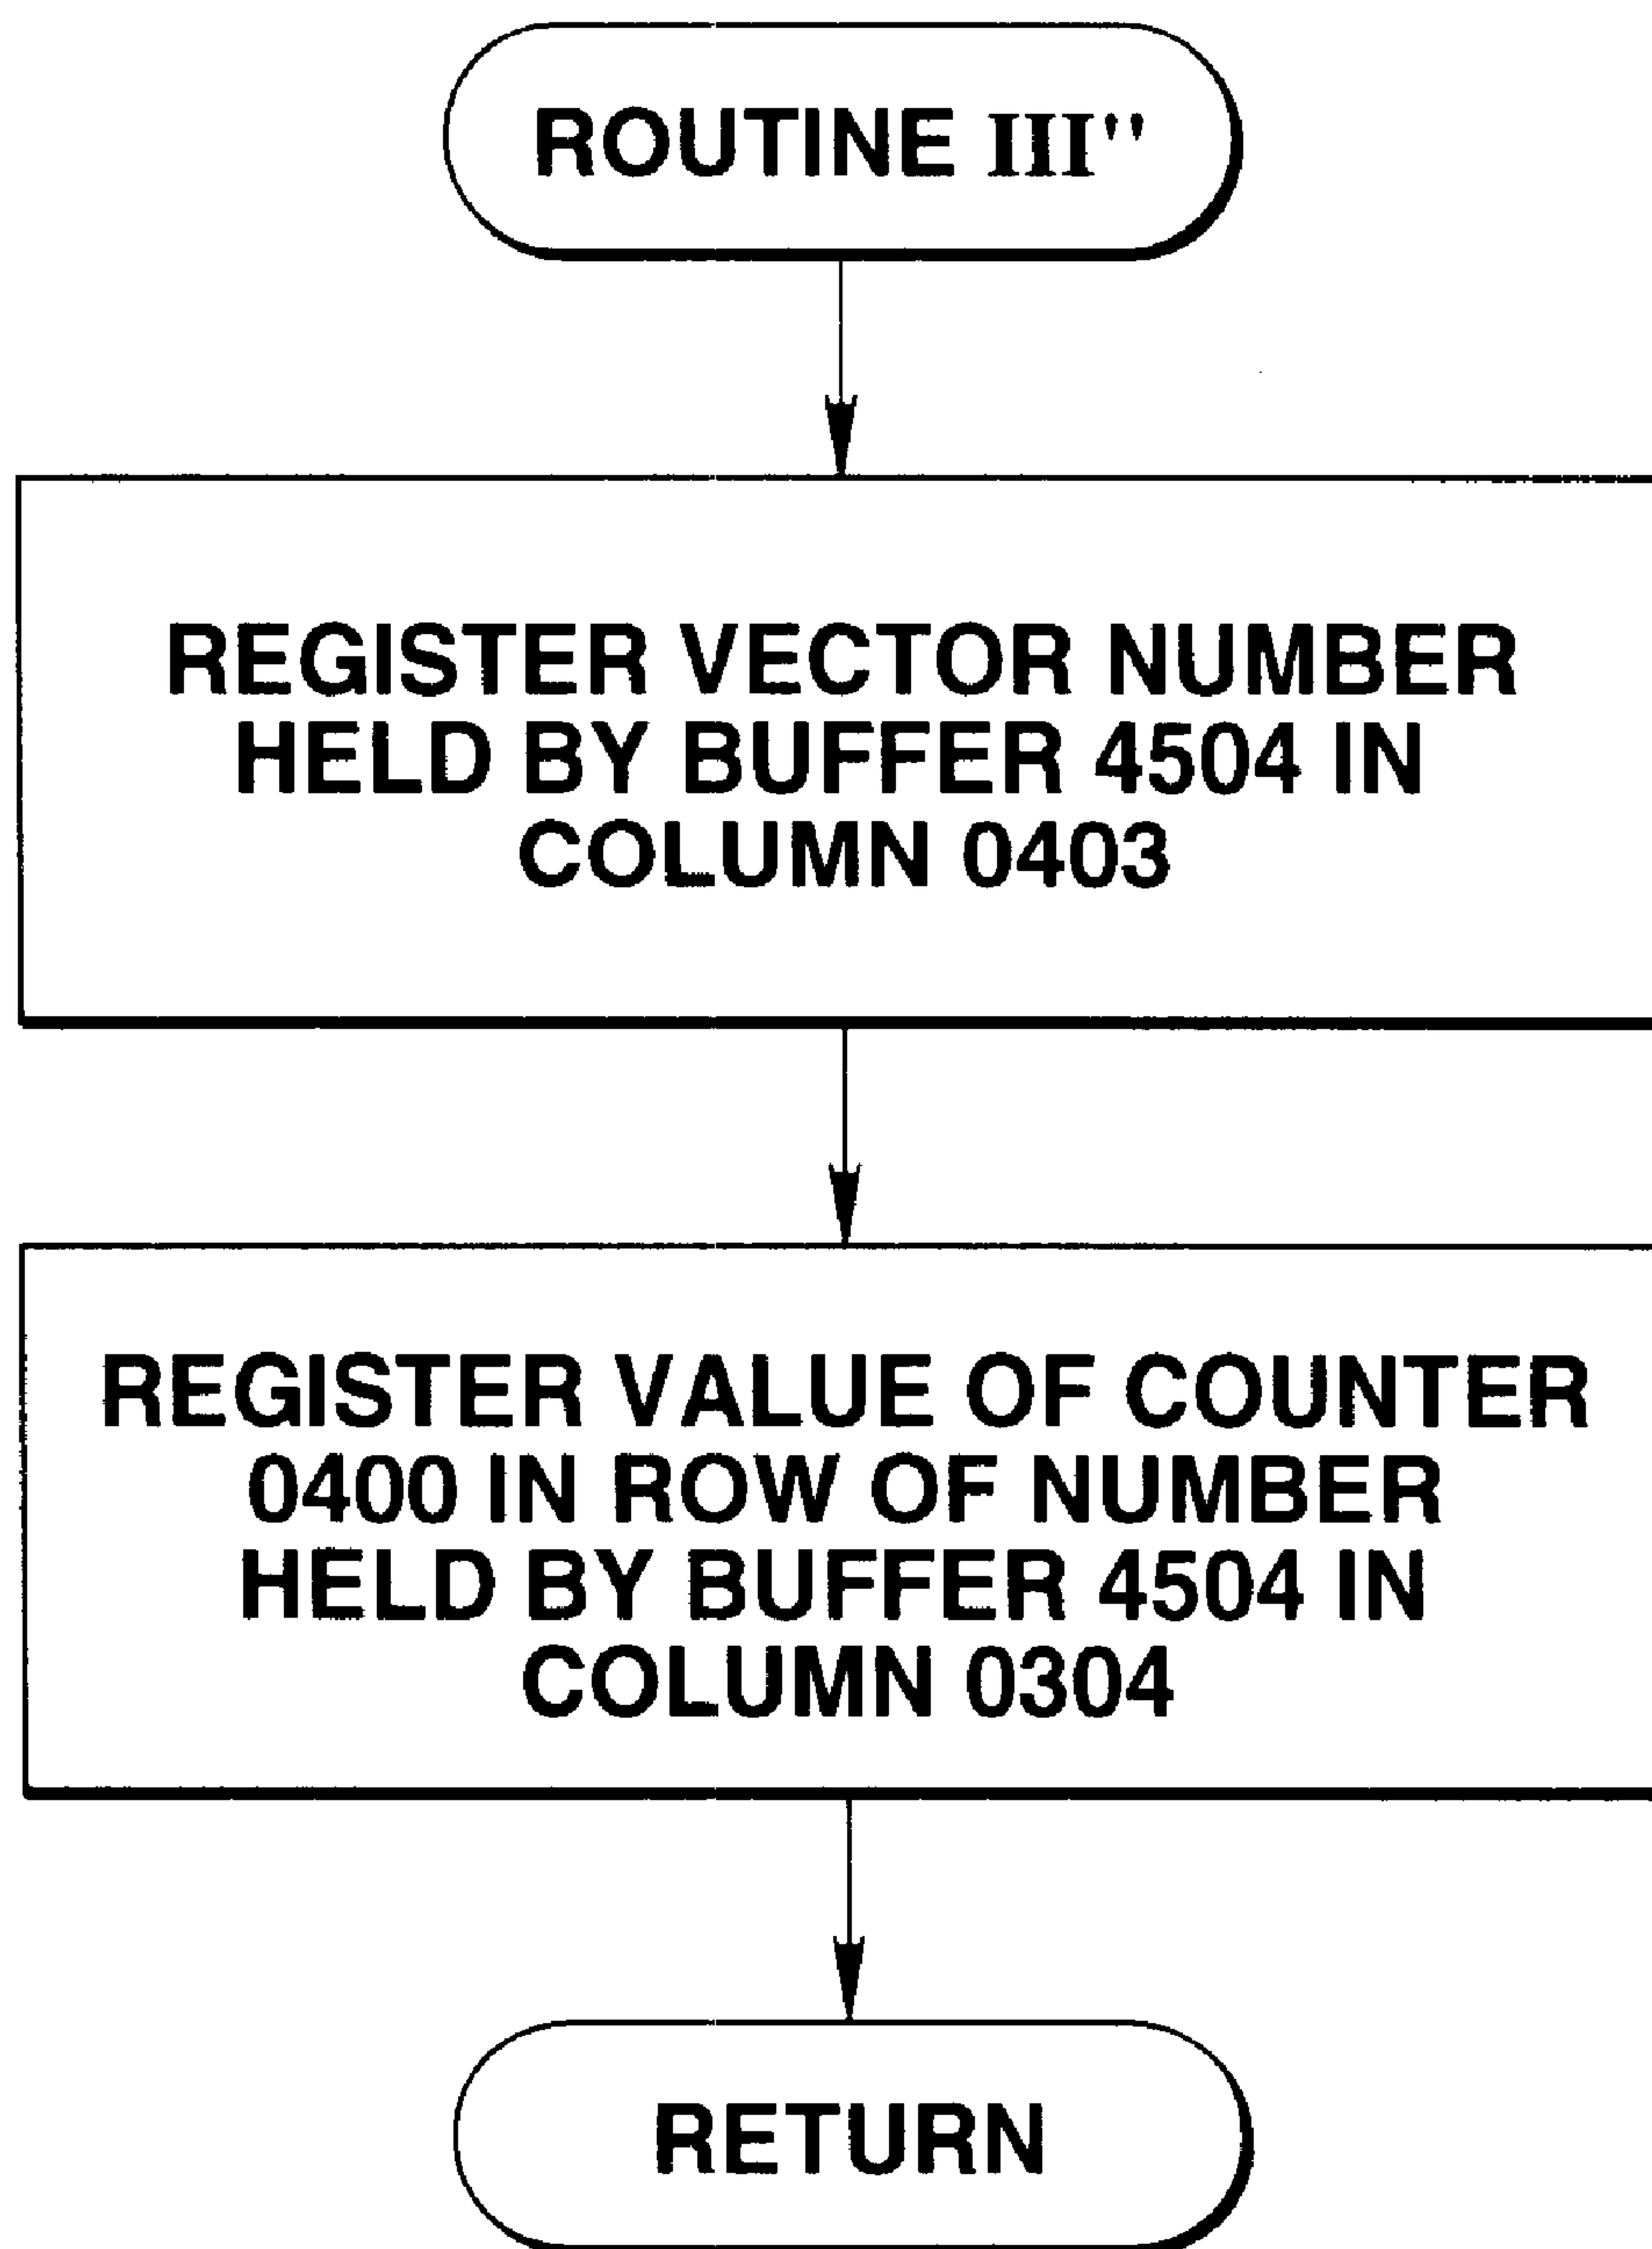 ROUTINE III"
REGISTER VECTOR NUMBER
HELD BY BUFFER 4504 IN
COLUMN 0403
REGISTER VALUE OF COUNTER
0400 IN ROW OF NUMBER
HELD BY BUFFER 4504 IN
COLUMN 0304
RETURN